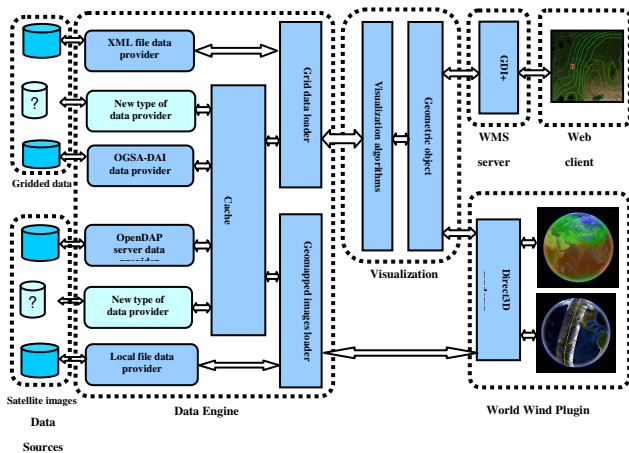 XML file data
provider
?
New type of
data provider
OGSA-DAI
data provider
Gridded data
OpenDAP
server data
?
New type of
data provider
Local file data
provider
Satellite images
Data
Sources
Cache
Grid data loader
Geomapped images loader
Data Engine
Visualization algorithms
Geometric object
Visualization
GDI+
WMS
server
Web
client
Direct3D
World Wind Plugin